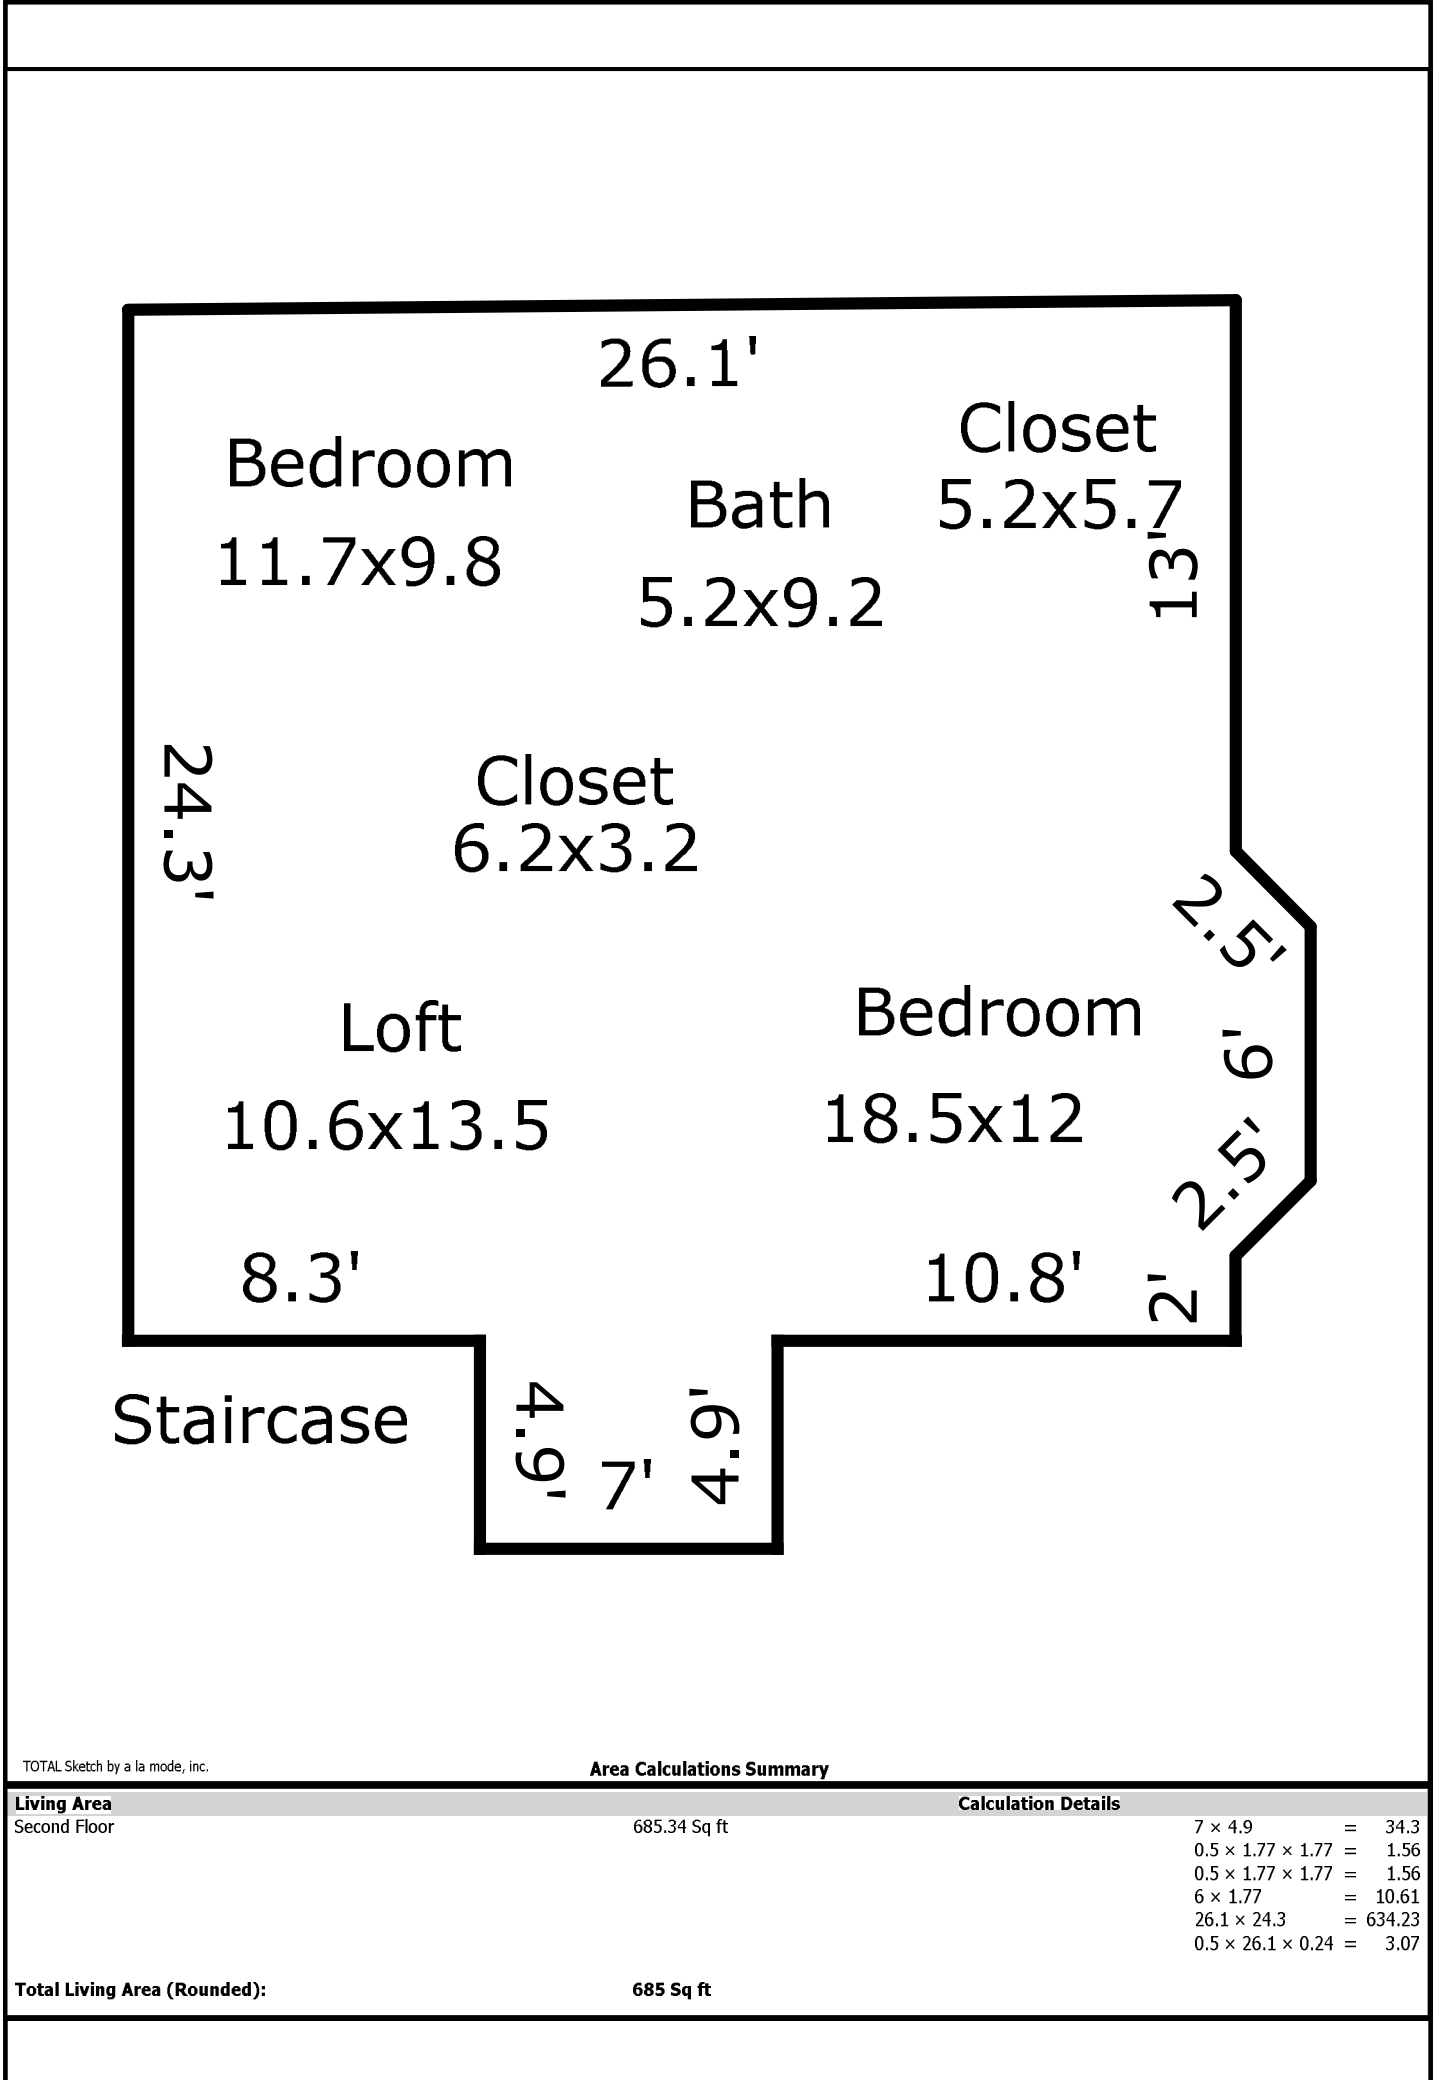 26.1'
Closet
5.2x5.7
Bedroom
11.7x9.8
Bath
5.2x9.2
13'
24.3'
Closet
6.2x3.2
2.5'
6'
2.5'
2'
Loft
10.6x13.5
Bedroom
18.5x12
8.3'
10.8'
Staircase
4.9'
7'
4.9'
TOTAL Sketch by a la mode, inc.
Area Calculations Summary
Living Area Calculation Details
Second Floor 685.34 Sq ft 7 × 4.9 = 34.3
0.5 × 1.77 × 1.77 = 1.56
0.5 × 1.77 × 1.77 = 1.56
6 × 1.77 = 10.61
26.1 × 24.3 = 634.23
0.5 × 26.1 × 0.24 = 3.07
Total Living Area (Rounded): 685 Sq ft